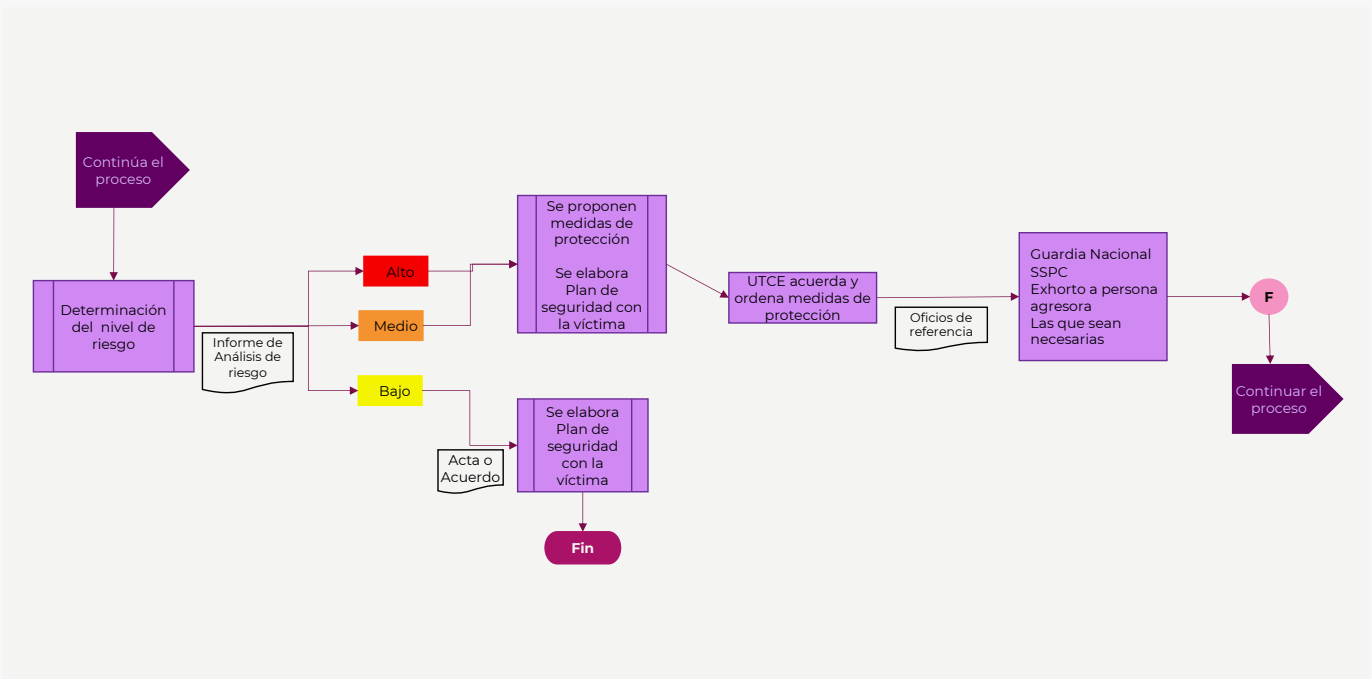 Continúa el
proceso
Determinación
del nivel de
riesgo
Informe de
Análisis de
riesgo
Alto
Medio
Bajo
Acta o
Acuerdo
Se proponen
medidas de
protección
Se elabora
Plan de
seguridad con
la víctima
Se elabora
Plan de
seguridad
con la
víctima
Fin
UTCE acuerda y
ordena medidas de
protección
Oficios de
referencia
Guardia Nacional
SSPC
Exhorto a persona
agresora
Las que sean
necesarias
F
Continuar el
proceso